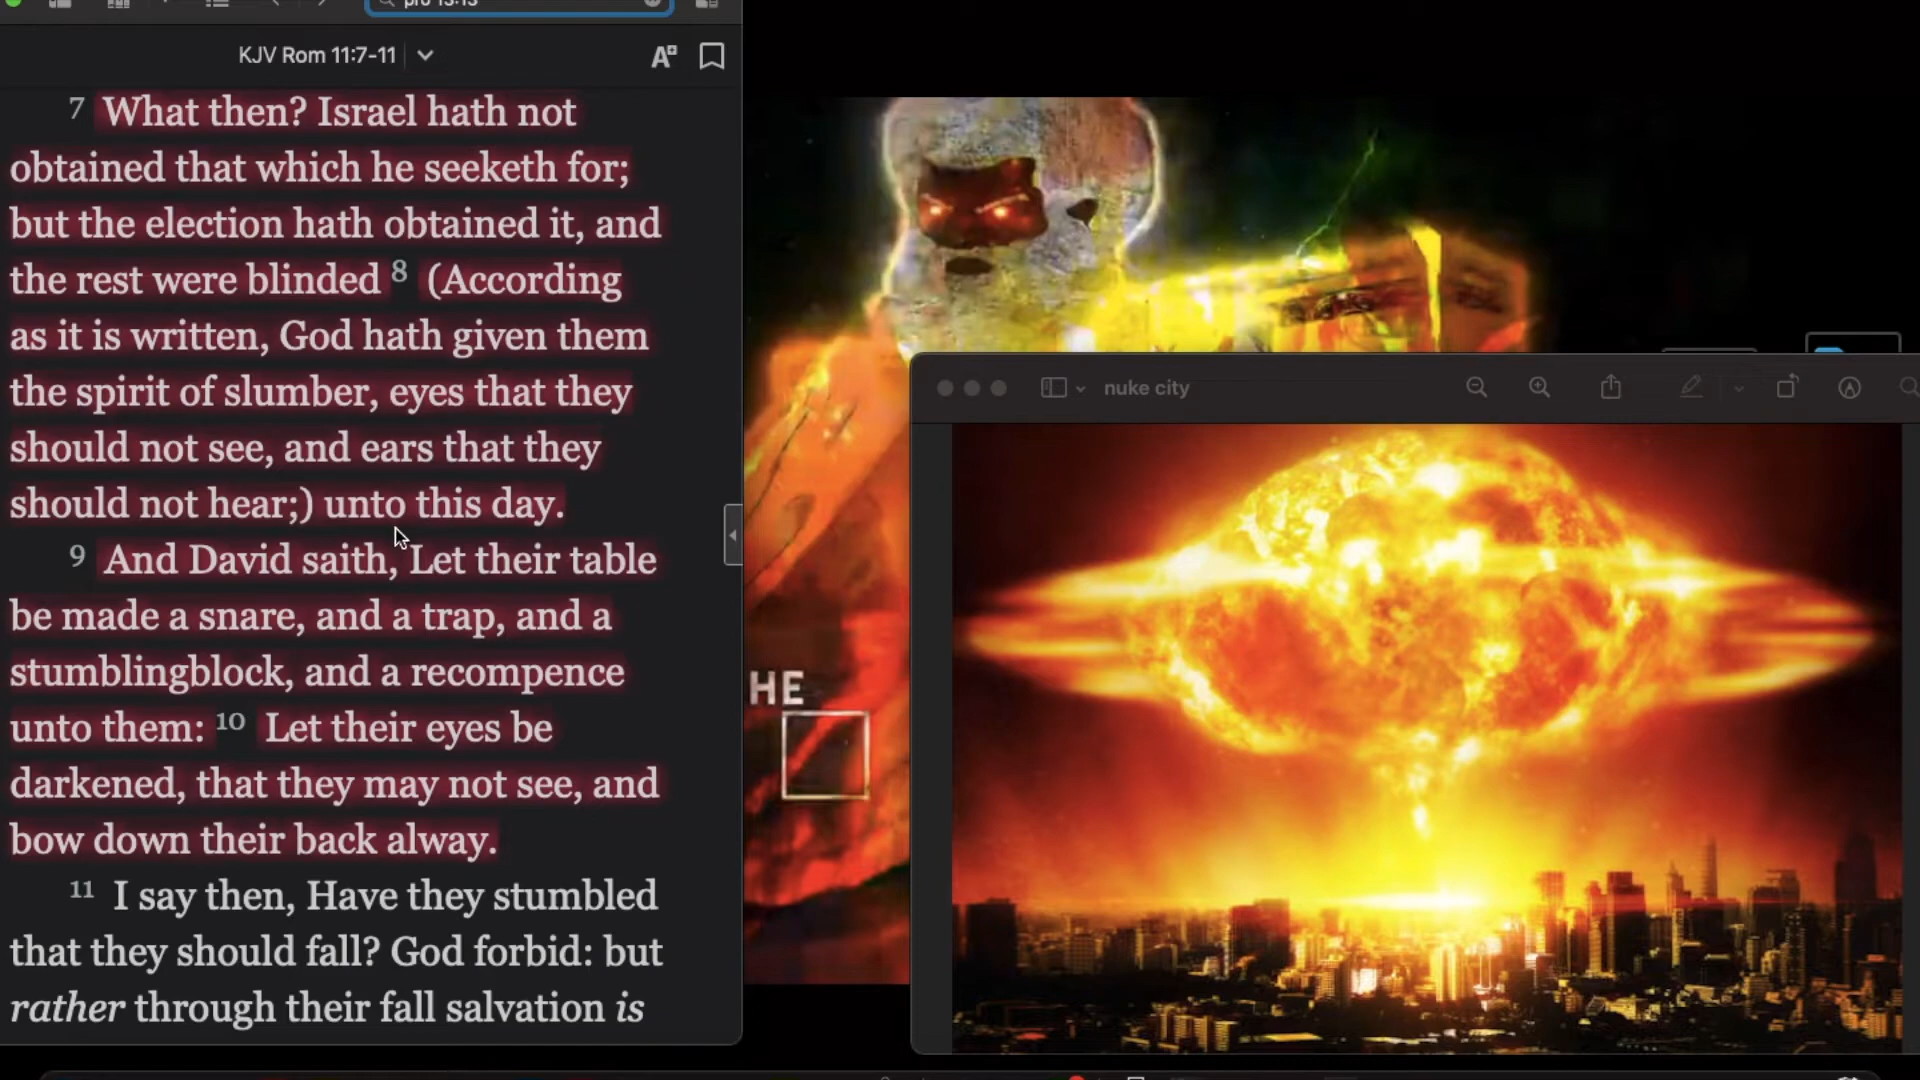 pro 13:13
KJV Rom 11:7-11
7 What then? Israel hath not
obtained that which he seeketh for;
but the election hath obtained it, and
the rest were blinded 8 (According
as it is written, God hath given them
the spirit of slumber, eyes that they
should not see, and ears that they
should not hear;) unto this day.
9 And David saith, Let their table
be made a snare, and a trap, and a
stumblingblock, and a recompence
unto them: 10 Let their eyes be
darkened, that they may not see, and
bow down their back alway.
11 I say then, Have they stumbled
that they should fall? God forbid: but
rather through their fall salvation is
HE
nuke city